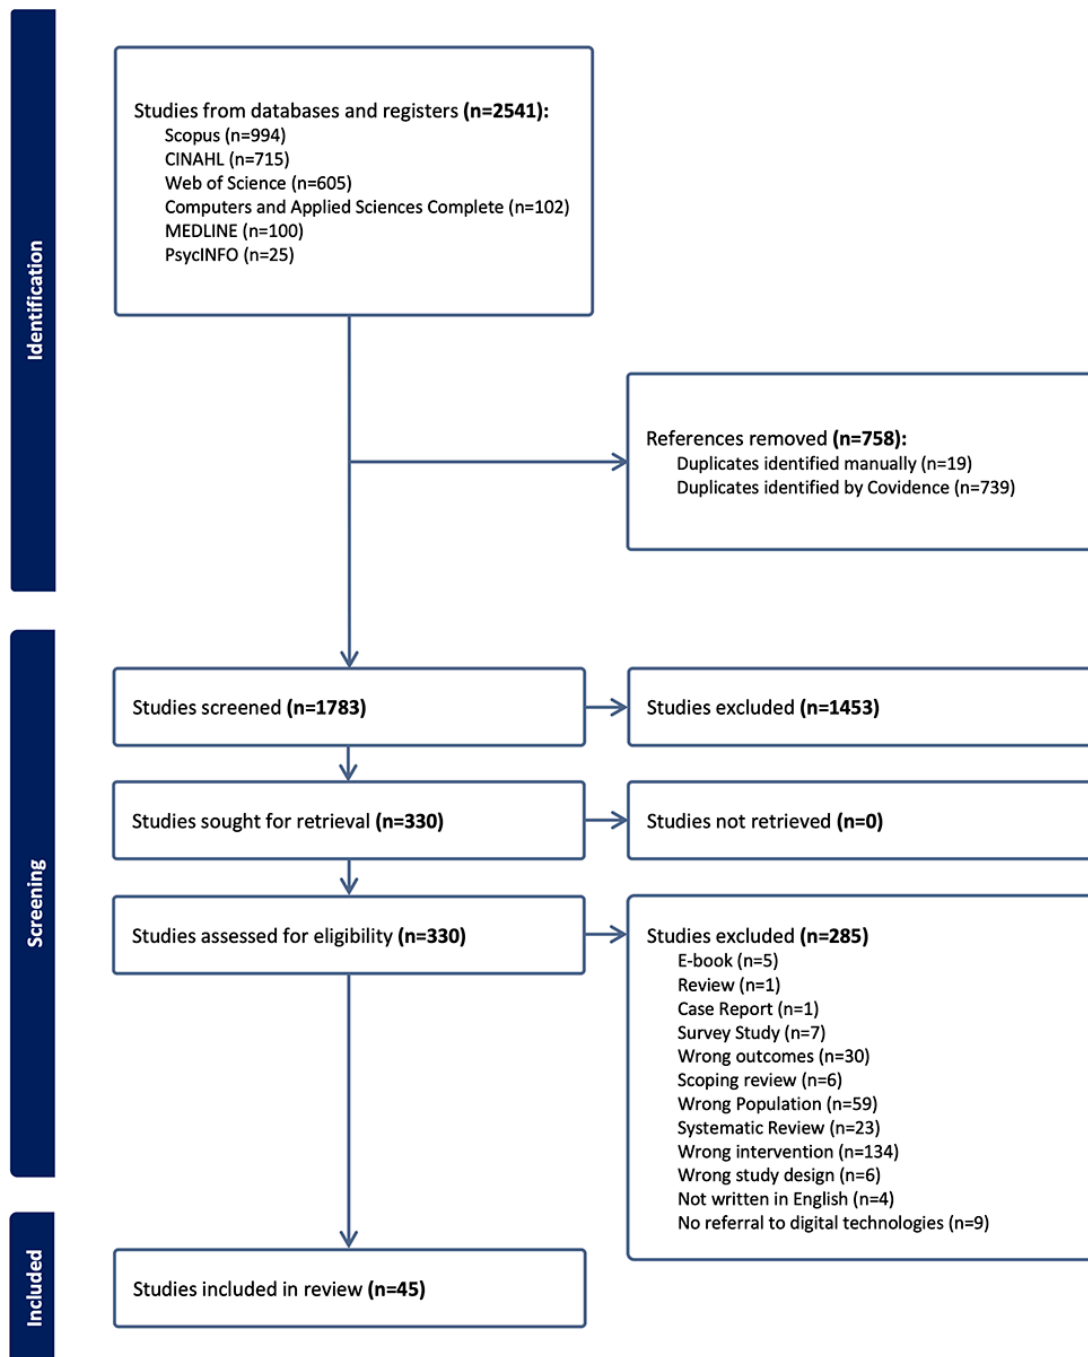 Identification
Studies from databases and registers (n=2541):
Scopus (n=994)
CINAHL (n=715)
Web of Science (n=605)
Computers and Applied Sciences Complete (n=102)
MEDLINE (n=100)
PsycINFO (n=25)
References removed (n=758):
Duplicates identified manually (n=19)
Duplicates identified by Covidence (n=739)
Screening
Studies screened (n=1783)
Studies excluded (n=1453)
Studies sought for retrieval (n=330)
Studies not retrieved (n=0)
Studies assessed for eligibility (n=330)
Studies excluded (n=285)
E-book (n=5)
Review (n=1)
Case Report (n=1)
Survey Study (n=7)
Wrong outcomes (n=30)
Scoping review (n=6)
Wrong Population (n=59)
Systematic Review (n=23)
Wrong intervention (n=134)
Wrong study design (n=6)
Not written in English (n=4)
No referral to digital technologies (n=9)
Included
Studies included in review (n=45)